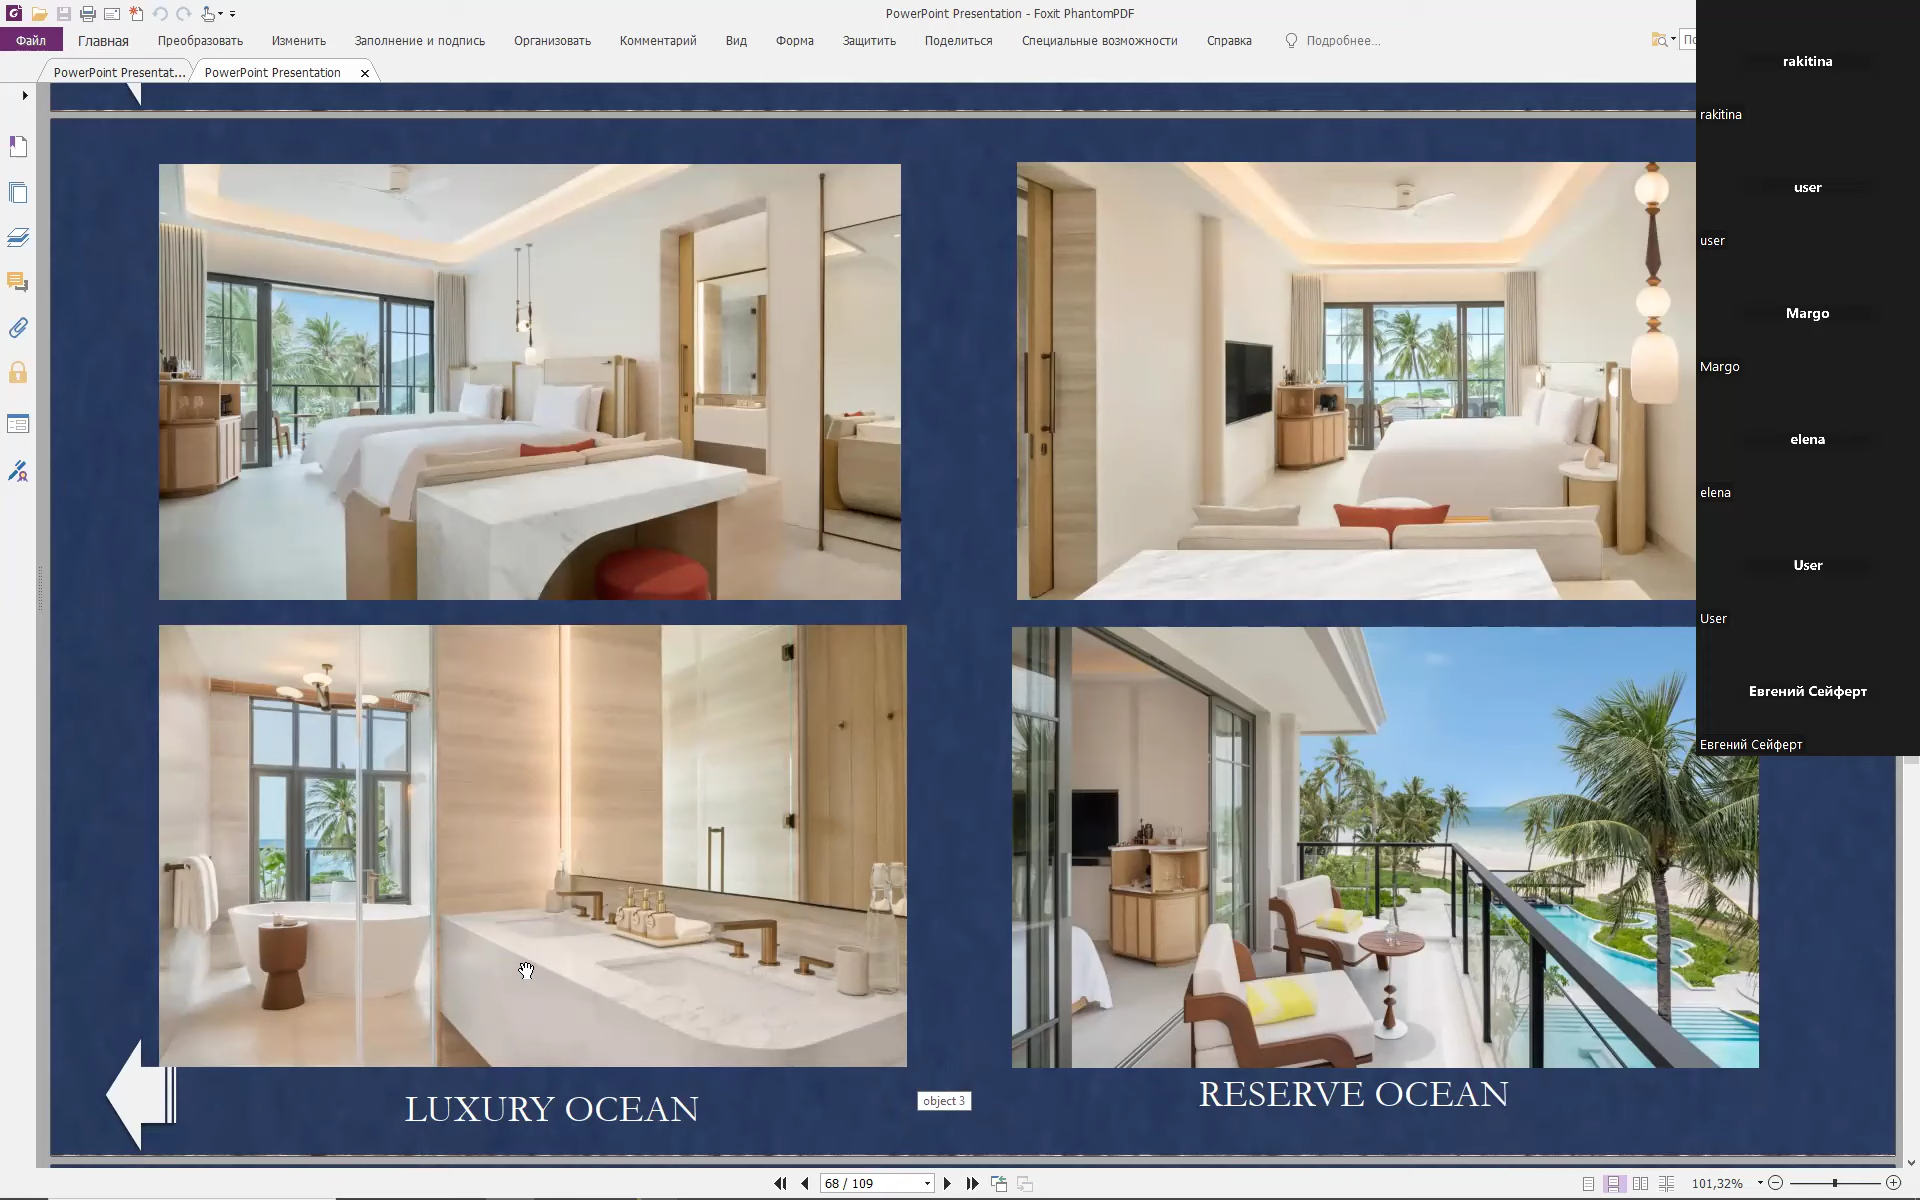 PowerPoint Presentation - Foxit PhantomPDF
Файл
Главная
Преобразовать
Изменить
Заполнение и подпись
Организовать
Комментарий
Вид
Форма
Защитить
Поделиться
Специальные возможности
Справка
Подробнее...
По
PowerPoint Presentat...
PowerPoint Presentation
rakitina
rakitina
user
user
Margo
Margo
elena
elena
User
User
Евгений Сейферт
Евгений Сейферт
LUXURY OCEAN
object 3
RESERVE OCEAN
68 / 109
101,32%